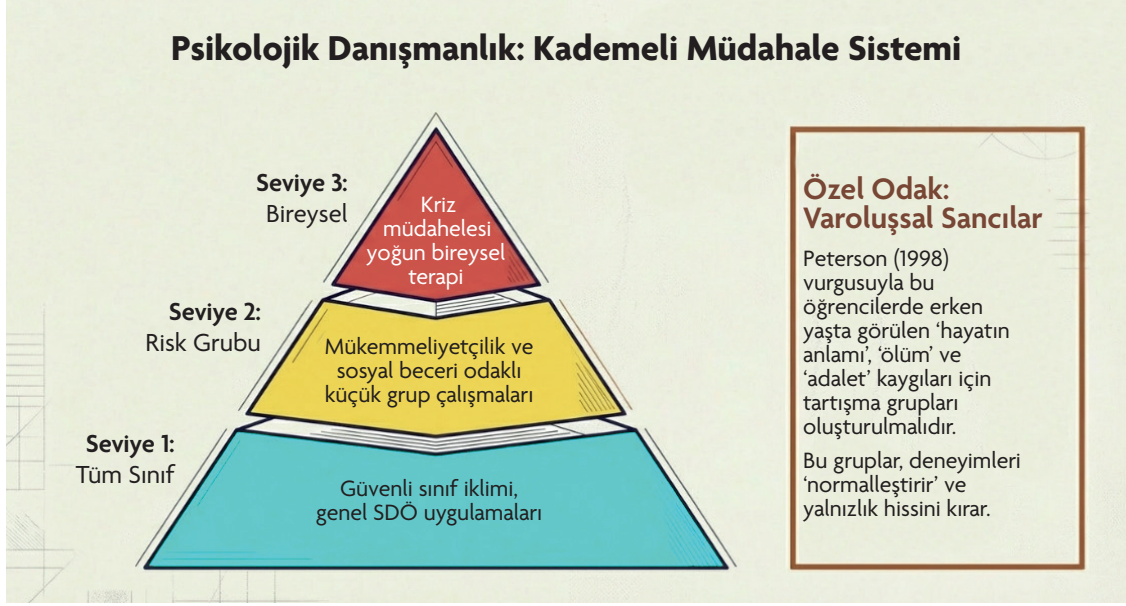 Psikolojik Danışmanlık: Kademeli Müdahale Sistemi
Seviye 3:
Bireysel
Kriz
müdahelesi
yoğun bireysel
terapi
Seviye 2:
Risk Grubu
Mükemmeliyetçilik ve
sosyal beceri odaklı
küçük grup çalışmaları
Seviye 1:
Tüm Sınıf
Güvenli sınıf iklimi,
genel SDÖ uygulamaları
Özel Odak:
Varoluşsal Sancılar
Peterson (1998)
vurgusuyla bu
öğrencilerde erken
yaşta görülen ‘hayatın
anlamı’, ‘ölüm’ ve
‘adalet’ kaygıları için
tartışma grupları
oluşturulmalıdır.
Bu gruplar, deneyimleri
‘normalleştirir’ ve
yalnızlık hissini kırar.